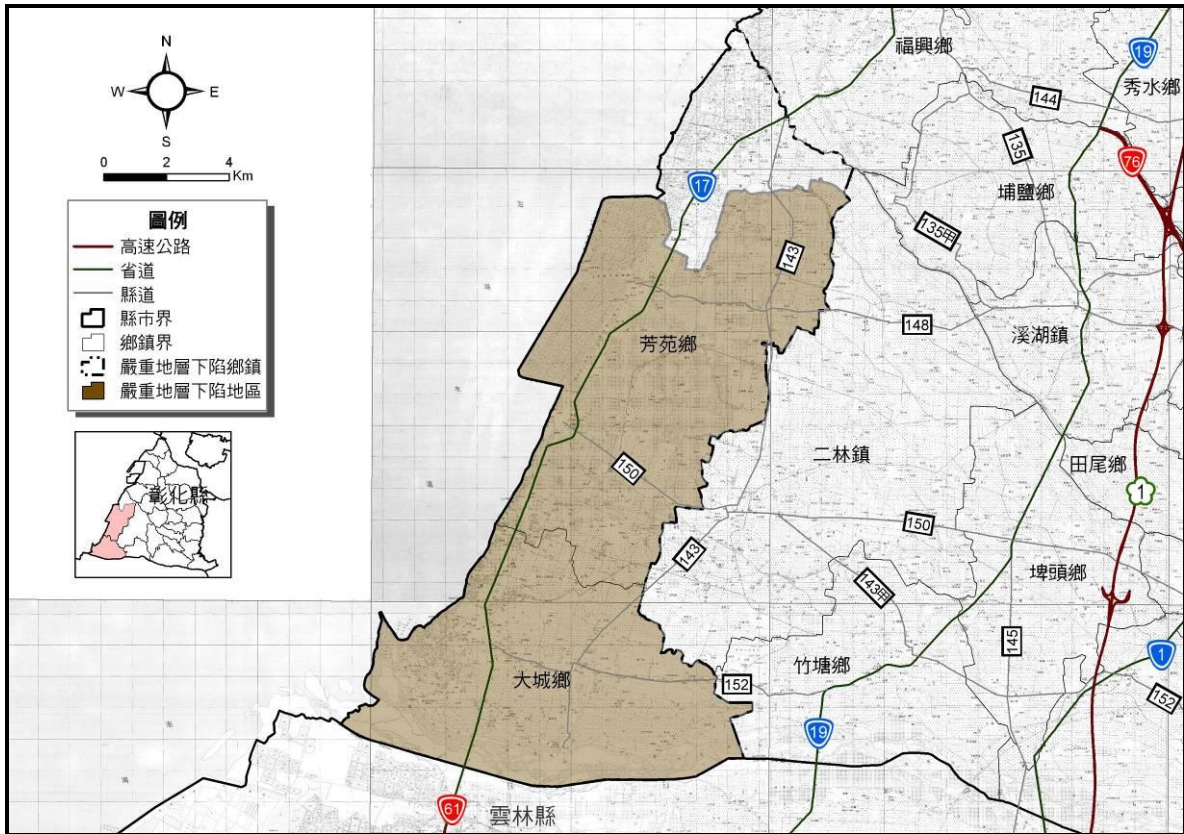 N
W
E
S
0
2
4
Km
圖例
高速公路
省道
縣道
縣市界
鄉鎮界
嚴重地層下陷鄉鎮
嚴重地層下陷地區
彰化縣
福興鄉
19
秀水鄉
144
135
76
17
埔鹽鄉
135甲
143
148
溪湖鎮
芳苑鄉
二林鎮
田尾鄉
150
1
150
143
埤頭鄉
143甲
145
1
竹塘鄉
大城鄉
152
152
19
61
雲林縣